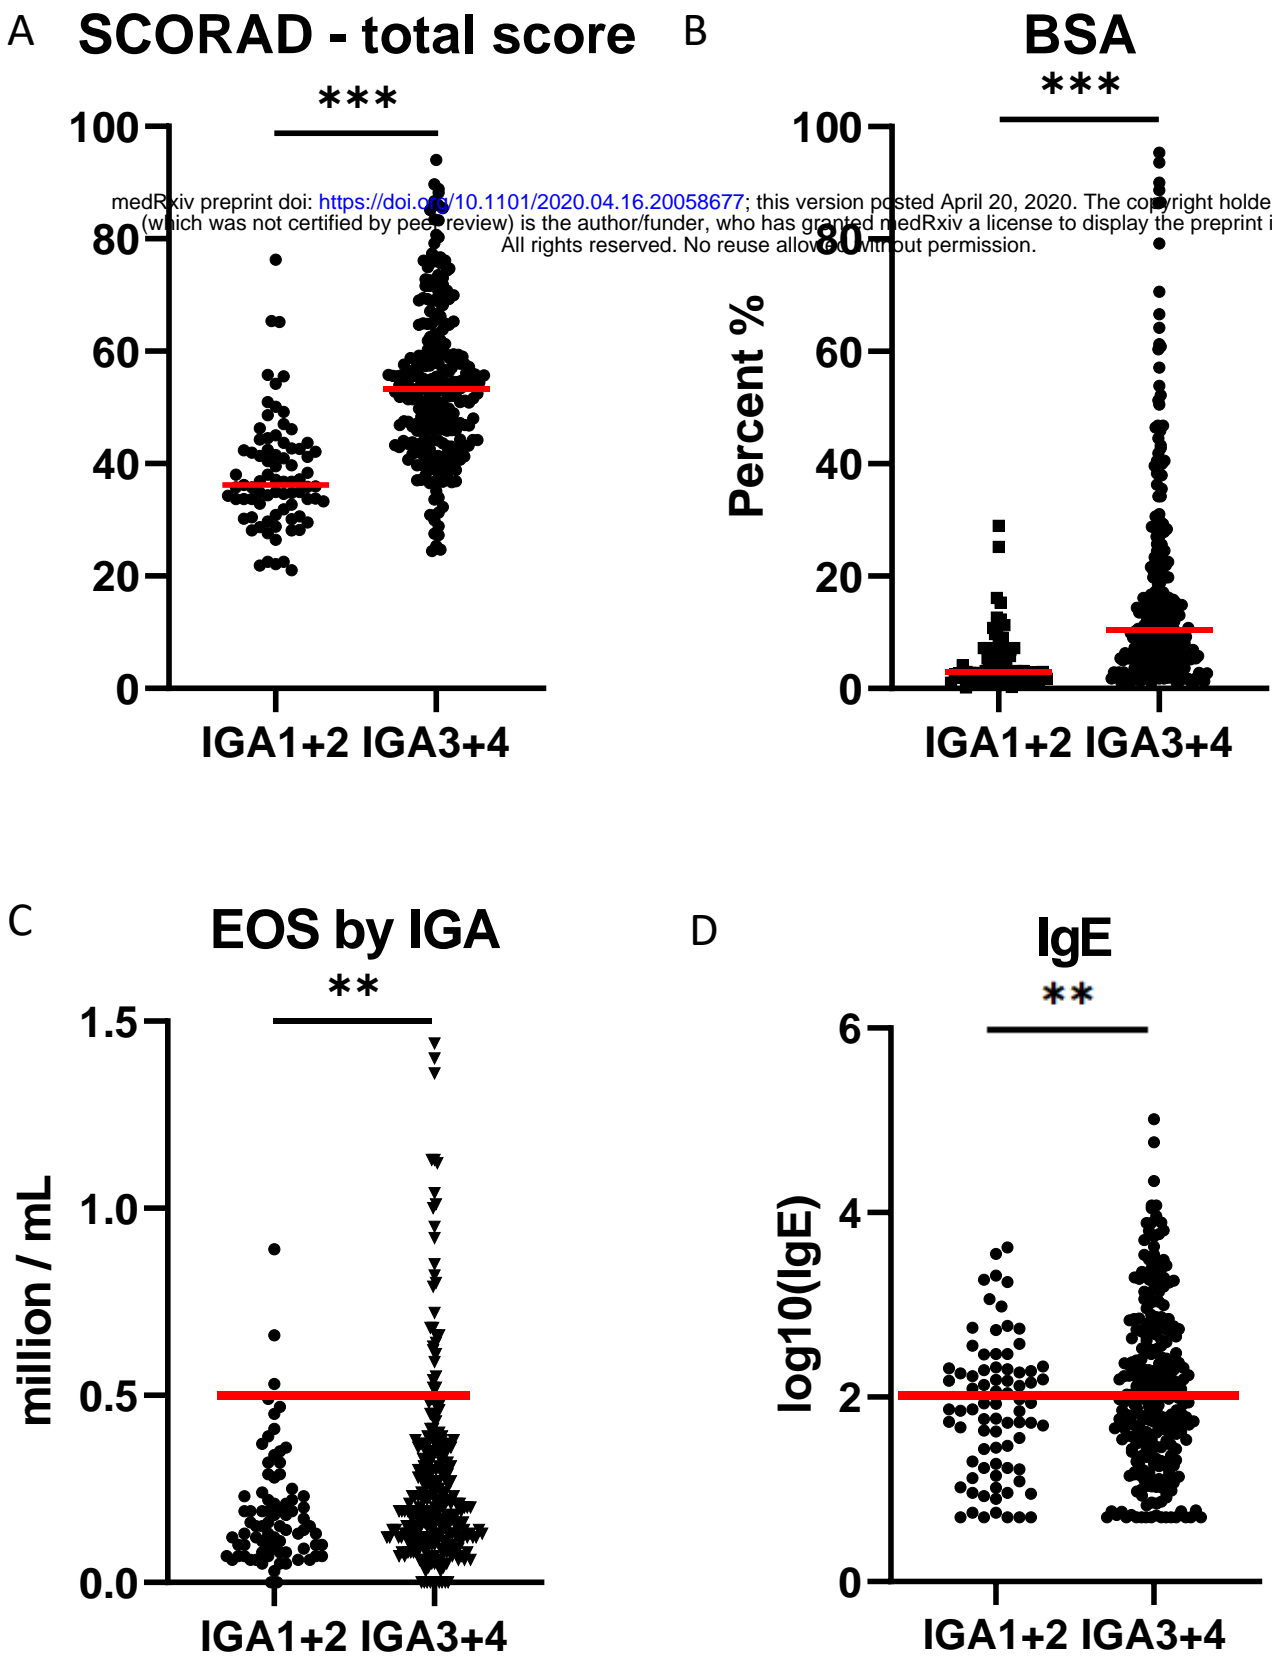 A SCORAD - total score
***
100
80
60
40
20
0
IGA1+2 IGA3+4
B BSA
***
Percent %
100
80
60
40
20
0
IGA1+2 IGA3+4
medRxiv preprint doi: https://doi.org/10.1101/2020.04.16.20058677; this version posted April 20, 2020. The copyright holde
(which was not certified by peer review) is the author/funder, who has granted medRxiv a license to display the preprint i
All rights reserved. No reuse allowed without permission.
C EOS by IGA
**
million / mL
1.5
1.0
0.5
0.0
IGA1+2 IGA3+4
D IgE
**
log10(IgE)
6
4
2
0
IGA1+2 IGA3+4